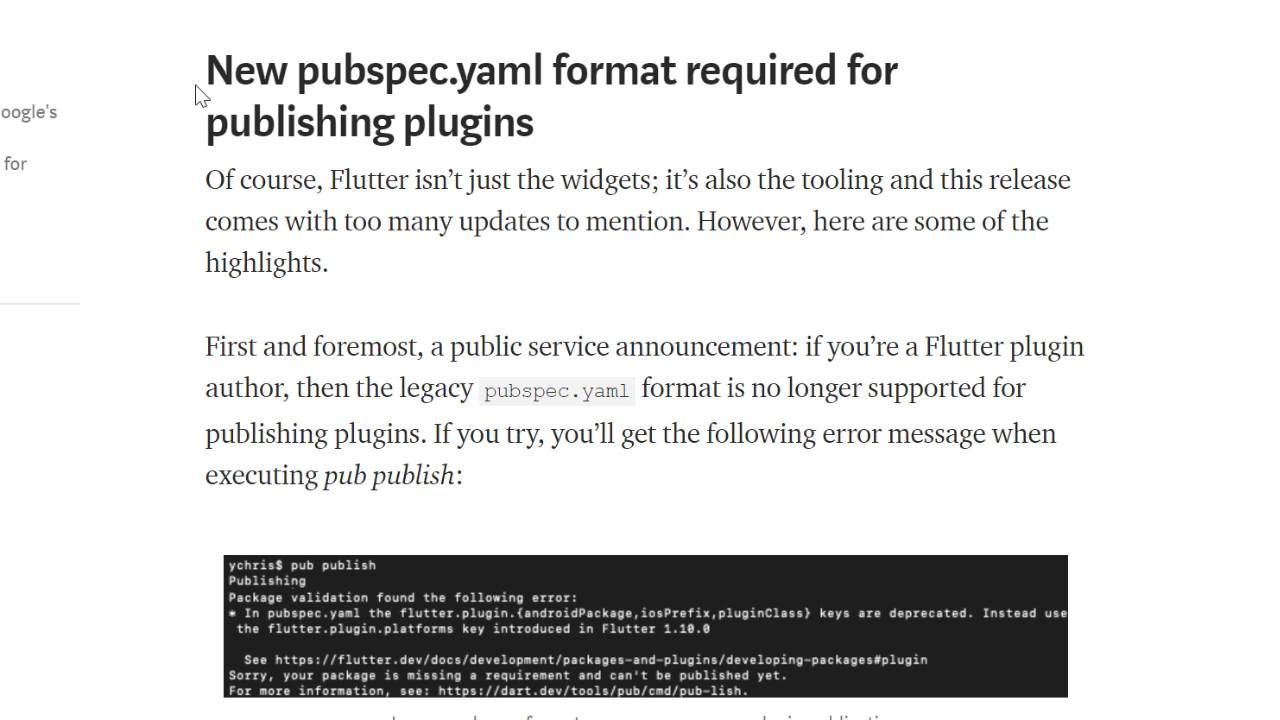 New pubspec.yaml format required for
publishing plugins
oogle's
for
Of course, Flutter isn’t just the widgets; it’s also the tooling and this release
comes with too many updates to mention. However, here are some of the
highlights.
First and foremost, a public service announcement: if you’re a Flutter plugin
author, then the legacy pubspec.yaml format is no longer supported for
publishing plugins. If you try, you’ll get the following error message when
executing pub publish:
ychris$ pub publish
Publishing
Package validation found the following error:
* In pubspec.yaml the flutter.plugin.{androidPackage,iosPrefix,pluginClass} keys are deprecated. Instead use
the flutter.plugin.platforms key introduced in Flutter 1.10.0
See https://flutter.dev/docs/development/packages-and-plugins/developing-packages#plugin
Sorry, your package is missing a requirement and can't be published yet.
For more information, see: https://dart.dev/tools/pub/cmd/pub-lish.